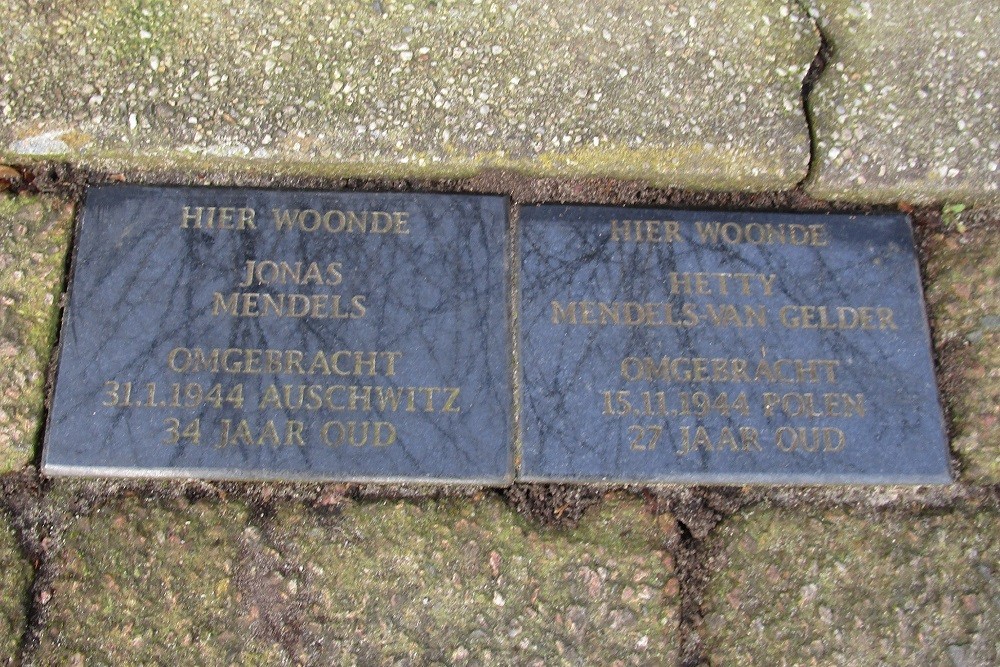 HIER WOONDE
JONAS
MENDELS
OMGEBRACHT
31.1.1944 AUSCHWITZ
34 JAAR OUD
HIER WOONDE
HETTY
MENDELS-VAN GELDER
OMGEBRACHT
15.11.1944 POLEN
27 JAAR OUD